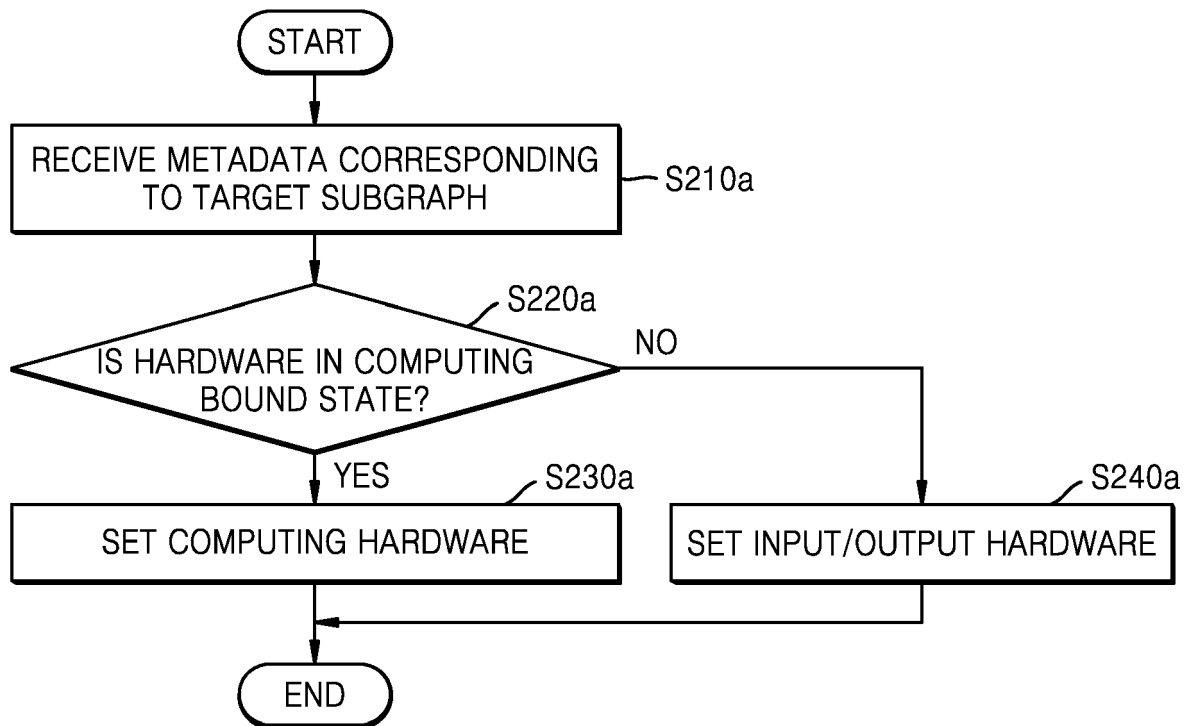 START
RECEIVE METADATA CORRESPONDING
TO TARGET SUBGRAPH
S210a
S220a
IS HARDWARE IN COMPUTING
BOUND STATE?
NO
YES
S230a
S240a
SET COMPUTING HARDWARE
SET INPUT/OUTPUT HARDWARE
END